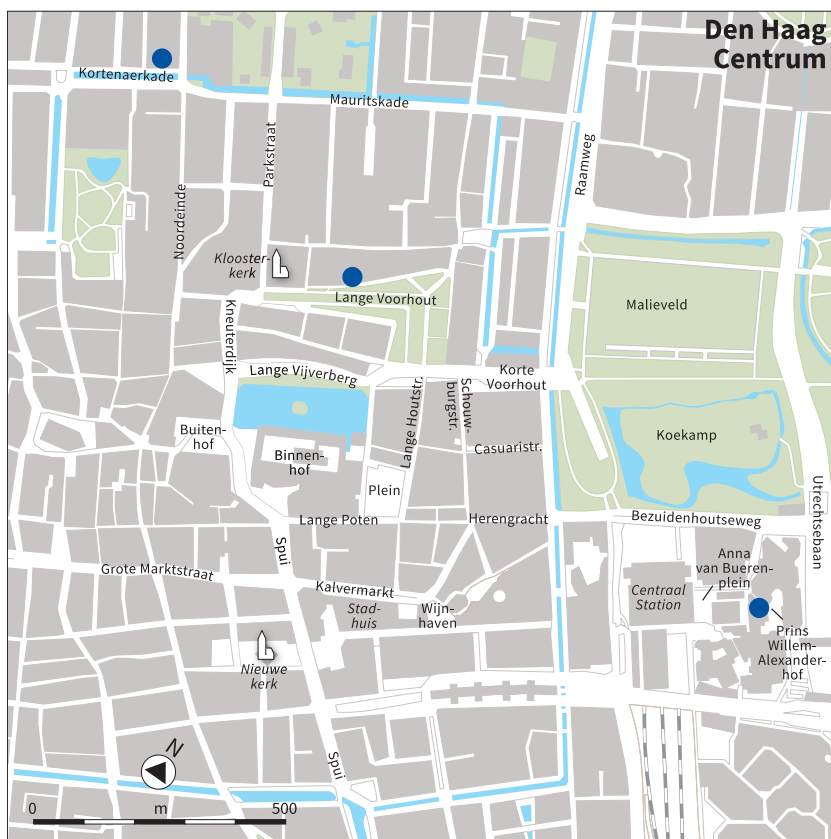 Den Haag
Centrum
Kortenaerkade
Mauritskade
Parkstraat
Raamweg
Noordeinde
Klooster-
kerk
Lange Voorhout
Malieveld
Kneuterdijk
Lange Vijverberg
Korte
Voorhout
Lange Houtstr.
Schouw-
burgstr.
Buiten-
hof
Binnen-
hof
Casuaristr.
Koekamp
Plein
Lange Poten
Herengracht
Bezuidenhoutseweg
Utrechtsebaan
Spui
Grote Marktstraat
Kalvermarkt
Stad-
huis
Wijn-
haven
Centraal
Station
Anna
van Bueren-
plein
Prins
Willem-
Alexander-
hof
Nieuwe
kerk
Spui
N
0 m 500